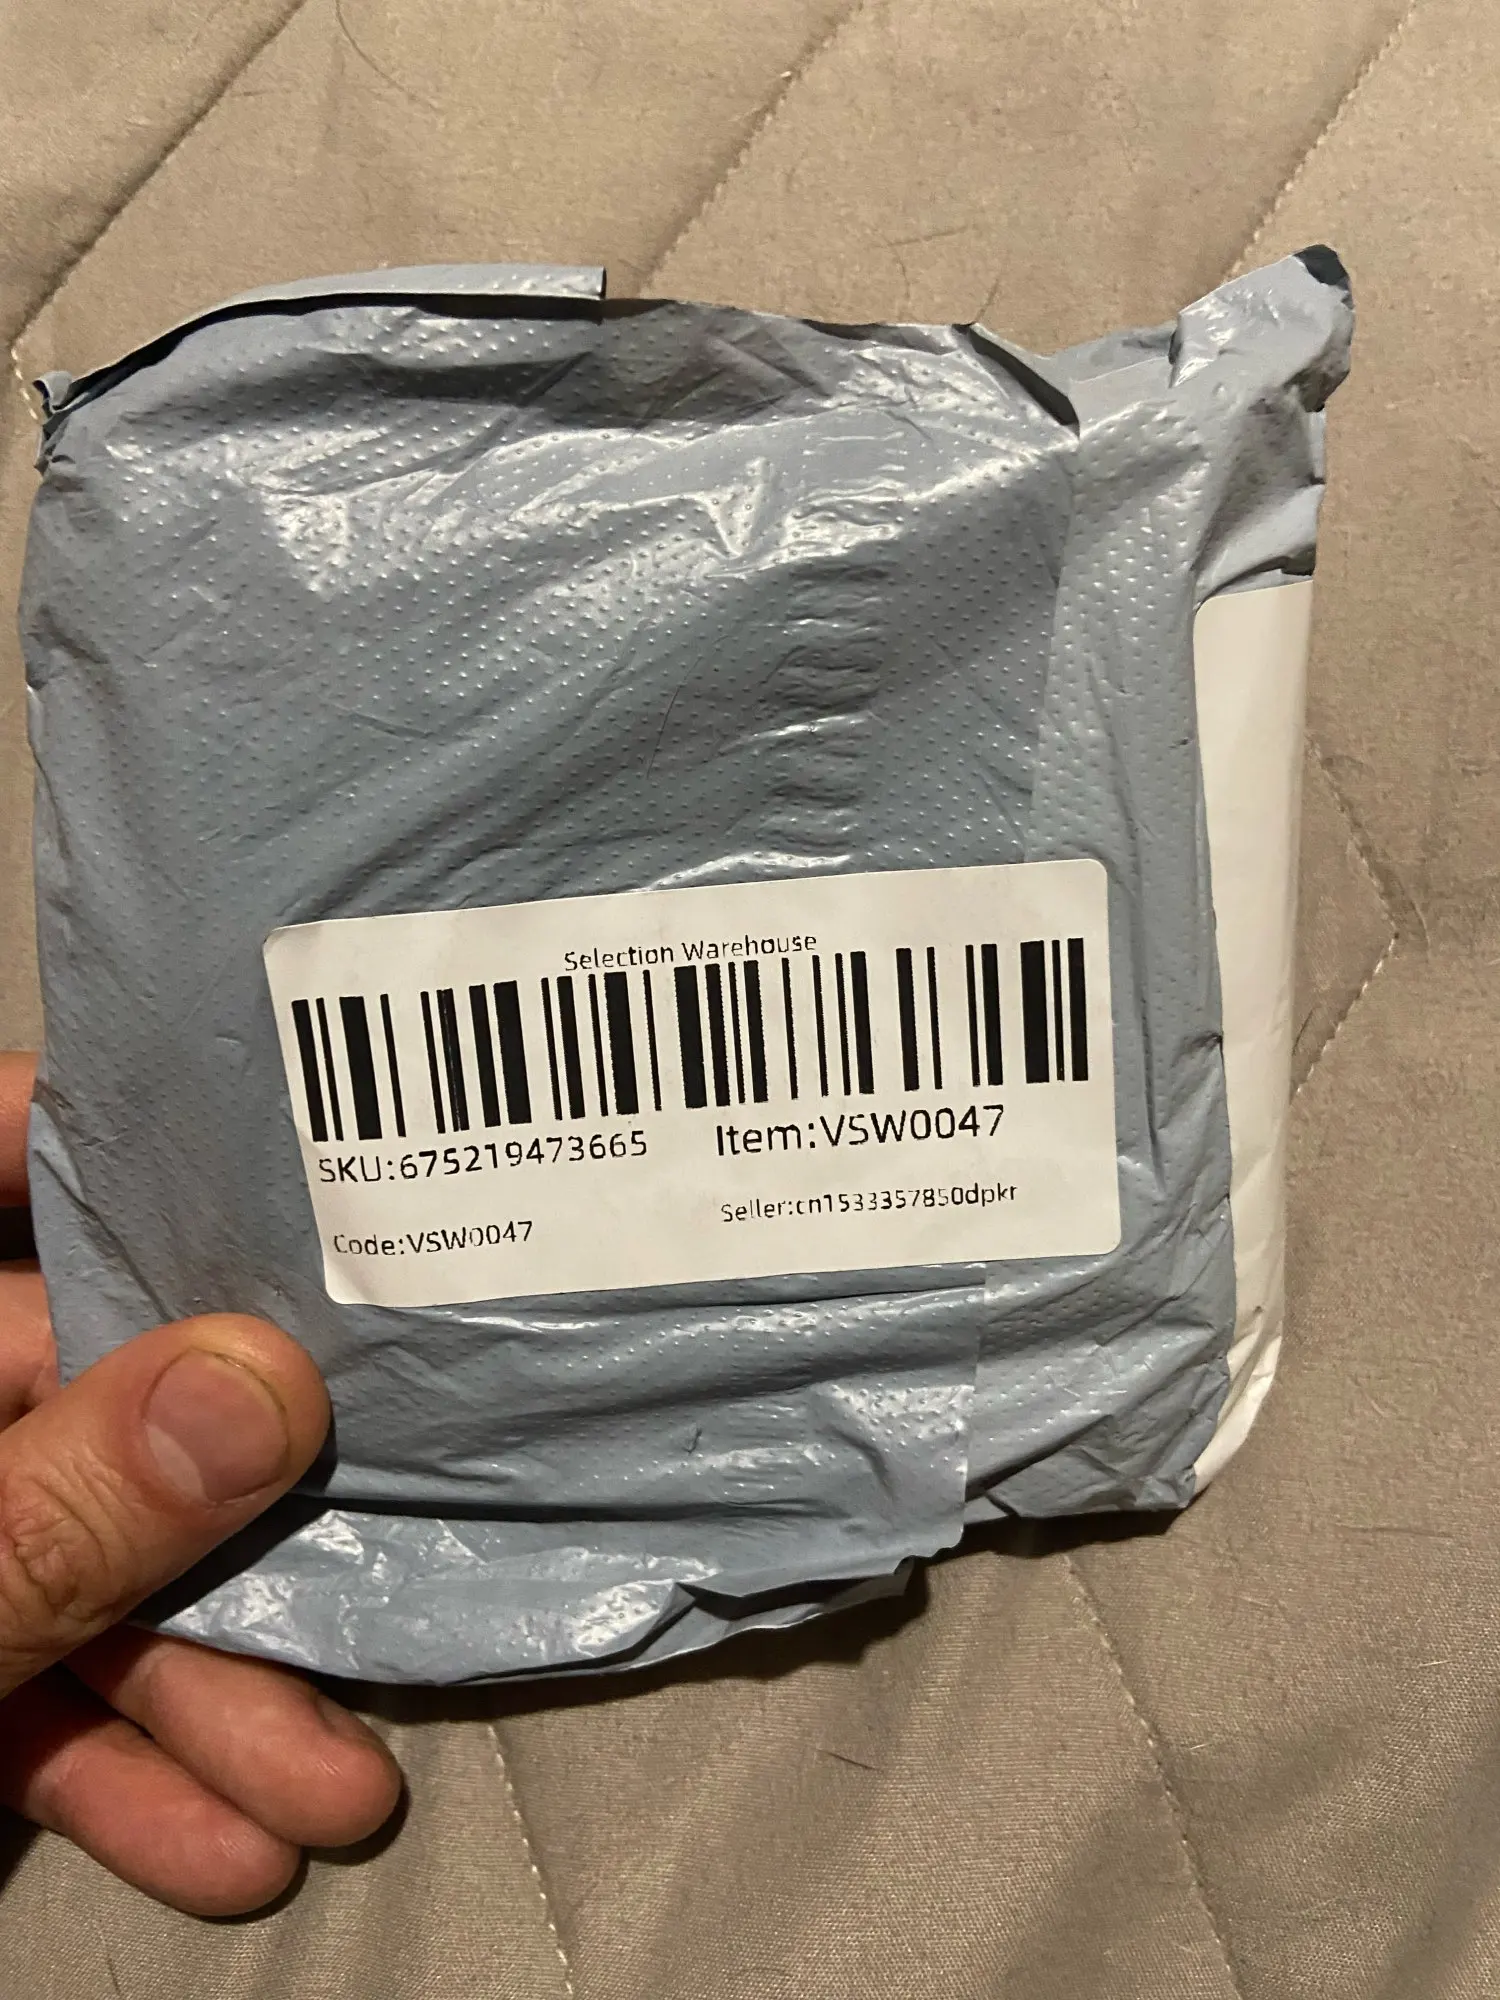 Selection Warehouse
SKU:675219473665 Item:VSW0047
Code:VSW0047 Seller:cn1533357850dpkr